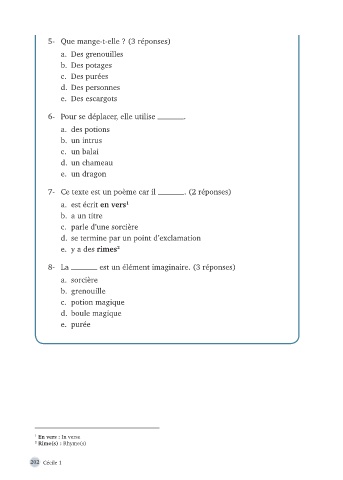 5- Que mange-t-elle ? (3 réponses)
a. Des grenouilles
b. Des potages
c. Des purées
d. Des personnes
e. Des escargots
6- Pour se déplacer, elle utilise ______.
a. des potions
b. un intrus
c. un balai
d. un chameau
e. un dragon
7- Ce texte est un poème car il ______. (2 réponses)
a. est écrit en vers¹
b. a un titre
c. parle d'une sorcière
d. se termine par un point d'exclamation
e. y a des rimes²
8- La ______ est un élément imaginaire. (3 réponses)
a. sorcière
b. grenouille
c. potion magique
d. boule magique
e. purée
¹ En vers : In verse
² Rime(s) : Rhyme(s)
202 Cécile 1